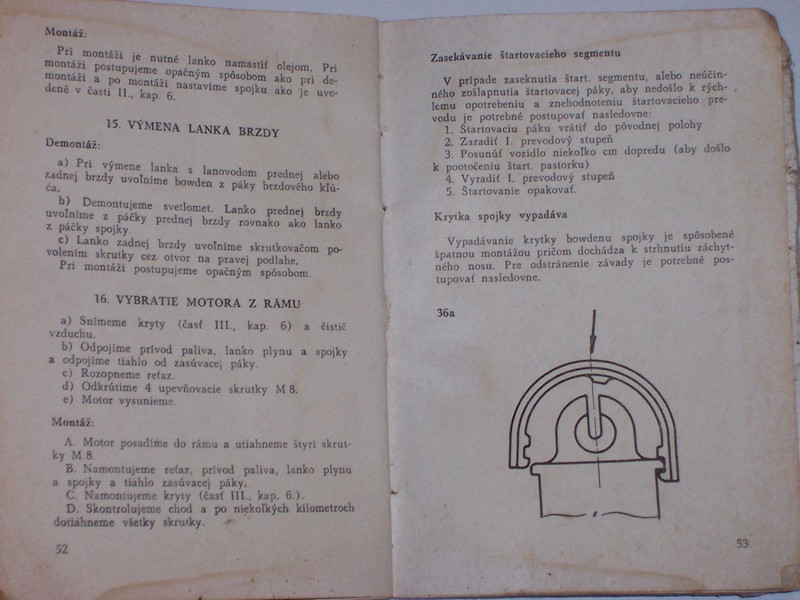 Montáž:
Pri montáži je nutné lanko namastiť olejom. Pri
montáži postupujeme opačným spôsobom ako pri de-
montáži a po montáži nastavíme spojku ako je uve-
dené v časti II., kap. 6.
15. VÝMENA LANKA BRZDY
Demontáž:
a) Pri výmene lanka s lanovodom prednej alebo
zadnej brzdy uvoľníme bowden z páky brzdového kľú-
ča.
b) Demontujeme svetlomet. Lanko prednej brzdy
uvoľníme z páčky prednej brzdy rovnako ako lanko
z páčky spojky.
c) Lanko zadnej brzdy uvoľníme skrutkovačom po-
volením skrutky cez otvor na pravej podlahe.
Pri montáži postupujeme opačným spôsobom.
16. VYBRATIE MOTORA Z RÁMU
a) Snímeme kryty (časť III., kap. 6) a čistič
vzduchu.
b) Odpojíme prívod paliva, lanko plynu a spojky
a odpojíme tiahlo od zasúvacej páky.
c) Rozopneme reťaz.
d) Odkrútime 4 upevňovacie skrutky M 8.
e) Motor vysunieme.
Montáž:
A. Motor posadíme do rámu a utiahneme štyri skrut-
ky M 8.
B. Namontujeme reťaz, prívod paliva, lanko plynu
a spojky a tiahlo zasúvacej páky.
C. Namontujeme kryty (časť III., kap. 6.).
D. Skontrolujeme chod a po niekoľkých kilometroch
dotiahneme všetky skrutky.
52
Zasekávanie štartovacieho segmentu
V prípade zaseknutia štart. segmentu, alebo neúčin-
ného zošlapnutia štartovacej páky, aby nedošlo k rých-
lemu opotrebeniu a znehodnoteniu štartovacieho pre-
vodu je potrebné postupovať nasledovne:
1. Štartovaciu páku vrátiť do pôvodnej polohy
2. Zaradiť I. prevodový stupeň
3. Posunúť vozidlo niekoľko cm dopredu (aby došlo
k pootočeniu štart. pastorku)
4. Vyradiť I. prevodový stupeň
5. Štartovanie opakovať.
Krytka spojky vypadáva
Vypadávanie krytky bowdenu spojky je spôsobené
špatnou montážou pričom dochádza k strhnutiu záchyt-
ného nosu. Pre odstránenie závady je potrebné pos-
tupovať nasledovne.
36a
53